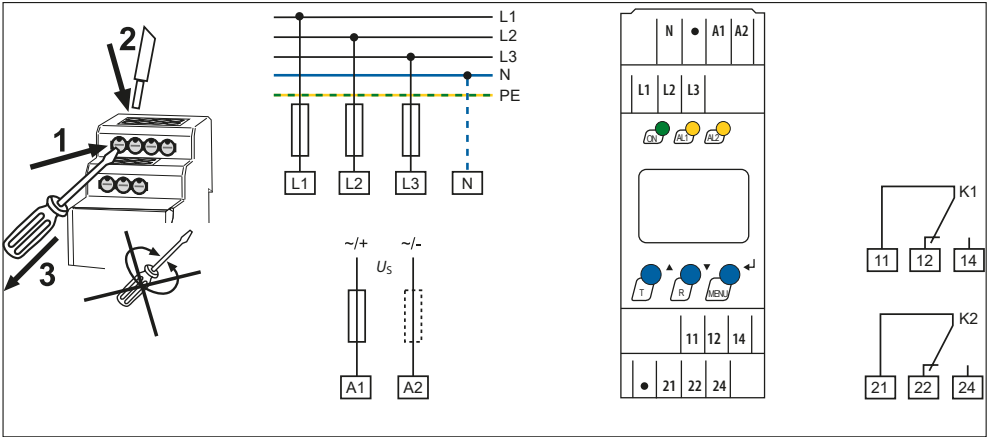 2
1
3
L1
L2
L3
N
PE
L1 L2 L3 N
~/+ ~/-
US
A1 A2
N • A1 A2
L1 L2 L3
ON AL1 AL2
T ▲ R ▼ MENU ↵
11 12 14
• 21 22 24
K1
11 12 14
K2
21 22 24